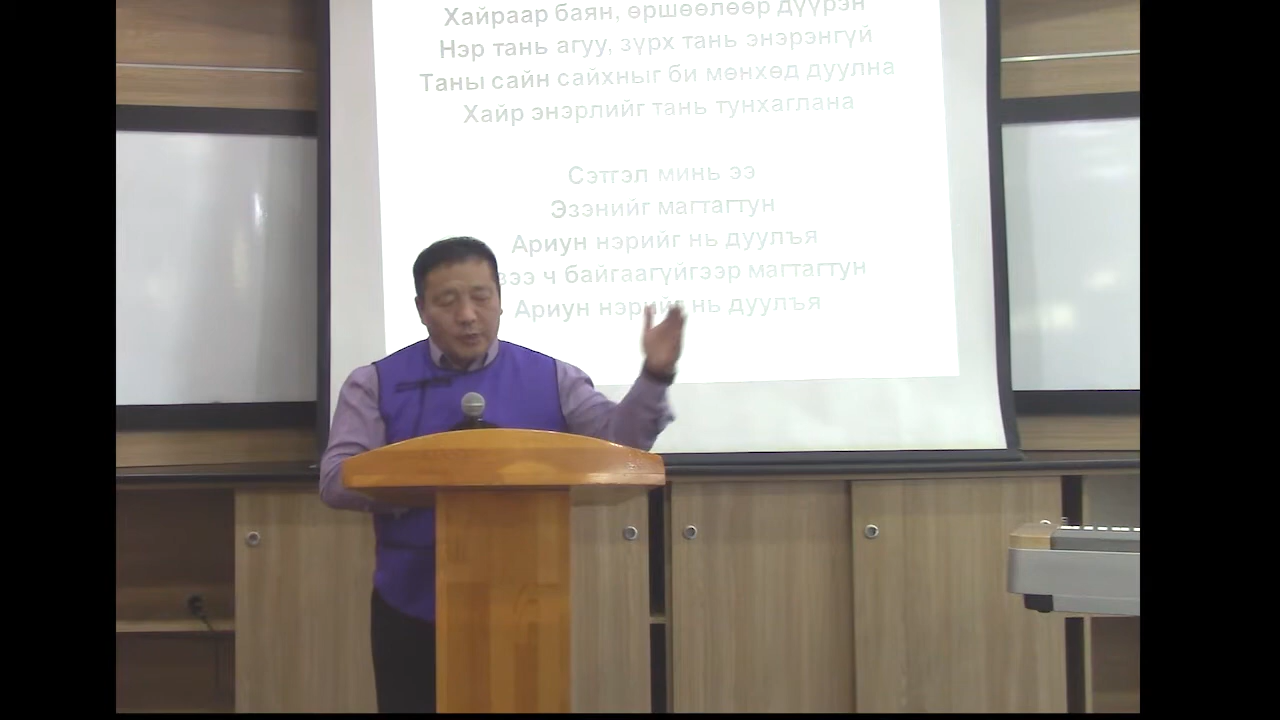 Хайраар баян, өршөөлөөр дүүрэн
Нэр тань агуу, зүрх тань энэрэнгүй
Таны сайн сайхныг би мөнхөд дуулна
Хайр энэрлийг тань тунхаглана
Сэтгэл минь ээ
Эзэнийг магтагтун
Ариун нэрийг нь дуулъя
ч байгаагүйгээр магтагтун
Ариун нэрийг нь дуулъя